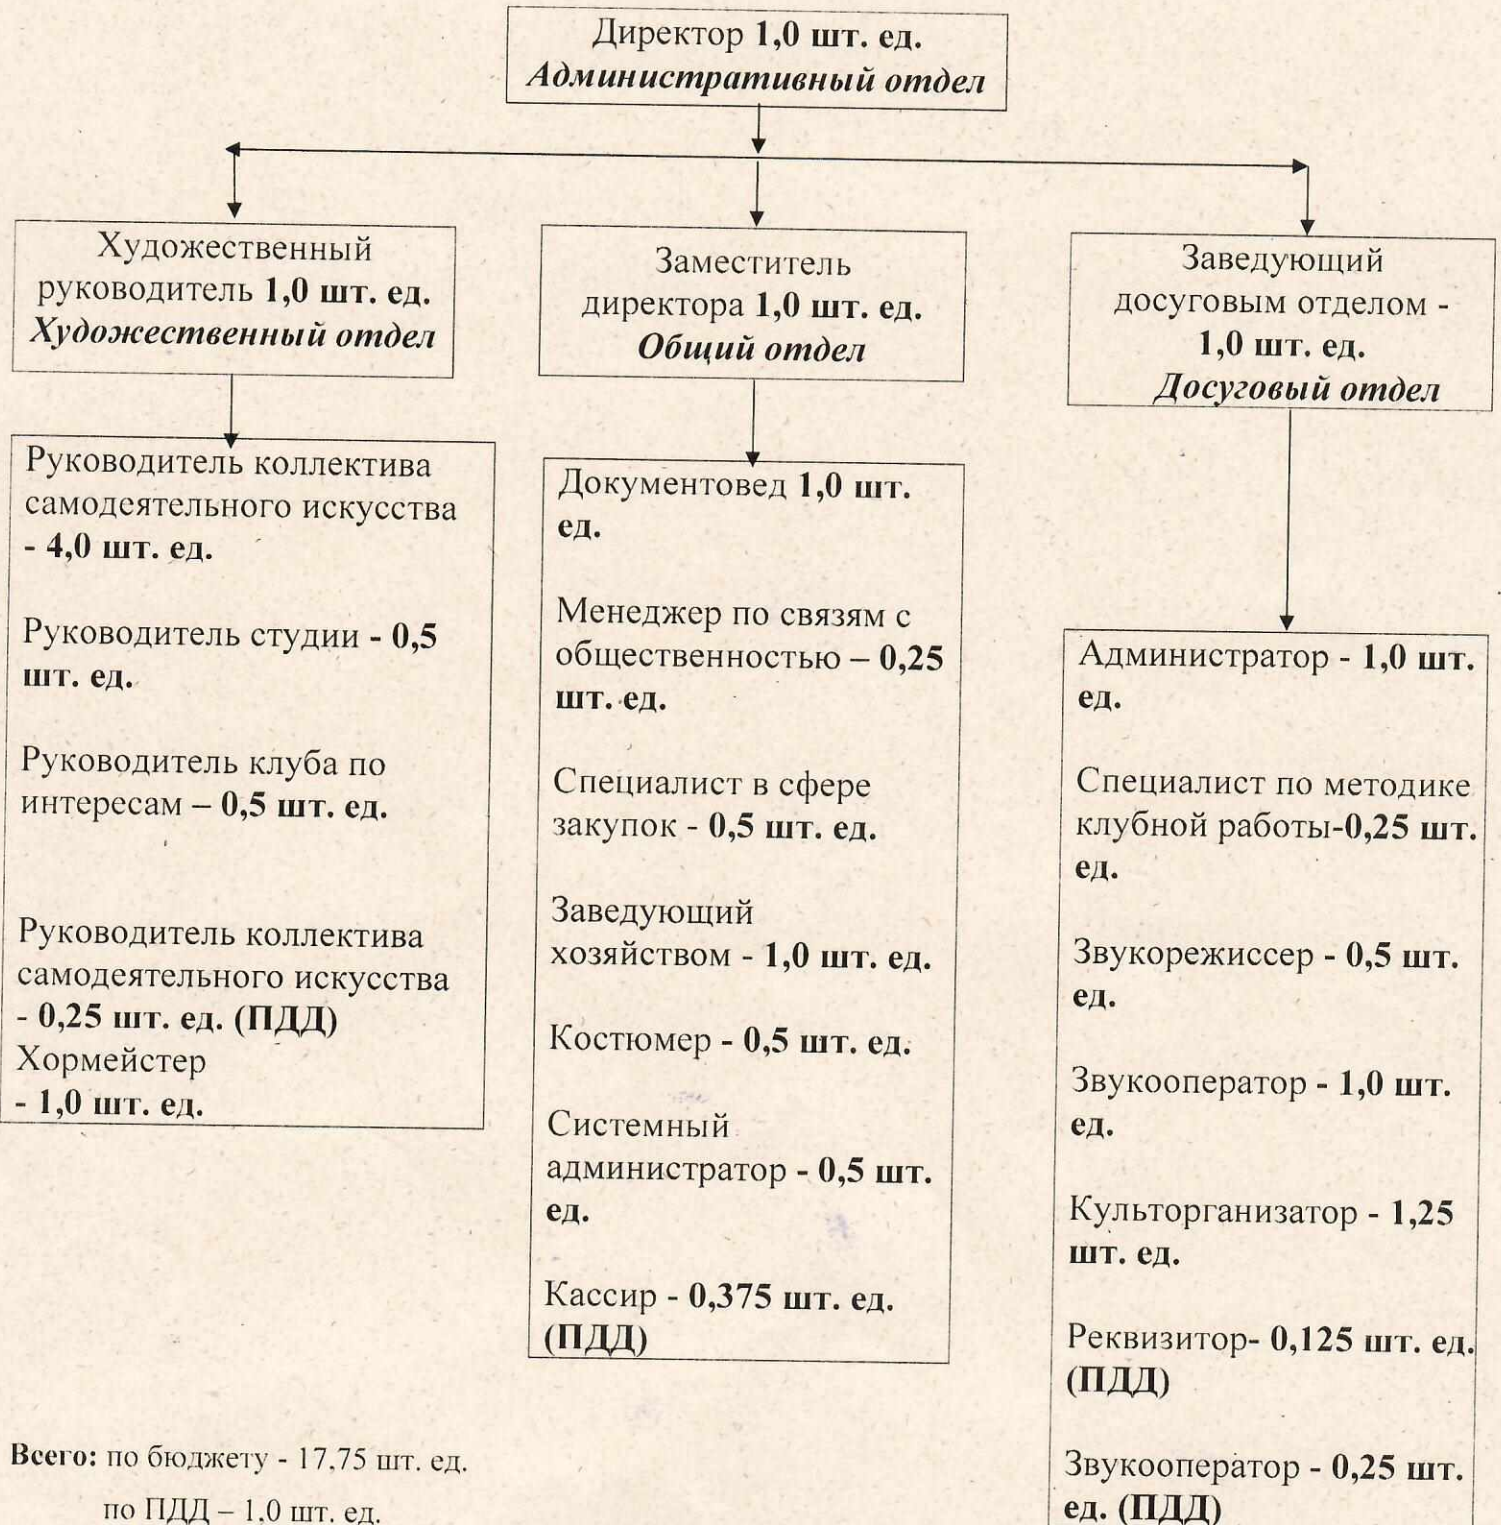 Директор 1,0 шт. ед.
Административный отдел
Художественный
руководитель 1,0 шт. ед.
Художественный отдел
Заместитель
директора 1,0 шт. ед.
Общий отдел
Заведующий
досуговым отделом -
1,0 шт. ед.
Досуговый отдел
Руководитель коллектива
самодеятельного искусства
- 4,0 шт. ед.
Руководитель студии - 0,5
шт. ед.
Руководитель клуба по
интересам – 0,5 шт. ед.
Руководитель коллектива
самодеятельного искусства
- 0,25 шт. ед. (ПДД)
Хормейстер
- 1,0 шт. ед.
Документовед 1,0 шт.
ед.
Менеджер по связям с
общественностью – 0,25
шт. ед.
Специалист в сфере
закупок - 0,5 шт. ед.
Заведующий
хозяйством - 1,0 шт. ед.
Костюмер - 0,5 шт. ед.
Системный
администратор - 0,5 шт.
ед.
Кассир - 0,375 шт. ед.
(ПДД)
Администратор - 1,0 шт.
ед.
Специалист по методике
клубной работы-0,25 шт.
ед.
Звукорежиссер - 0,5 шт.
ед.
Звукооператор - 1,0 шт.
ед.
Культорганизатор - 1,25
шт. ед.
Реквизитор- 0,125 шт. ед.
(ПДД)
Звукооператор - 0,25 шт.
ед. (ПДД)
Всего: по бюджету - 17,75 шт. ед.
по ПДД – 1,0 шт. ед.